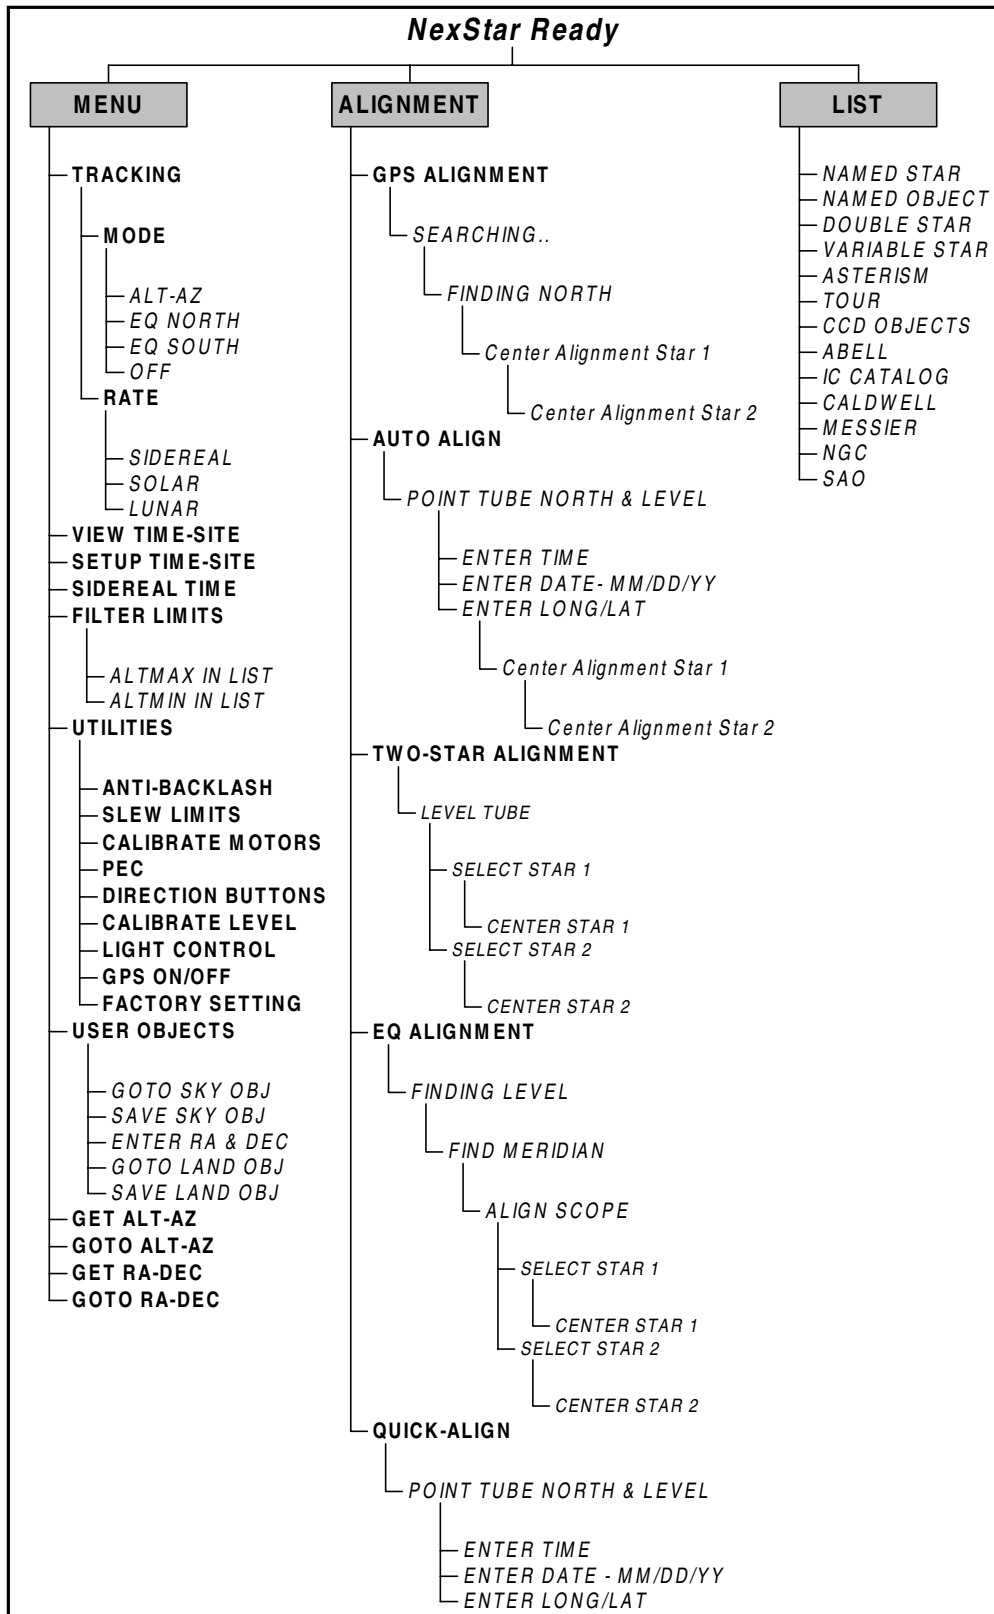 NexStar Ready
MENU
TRACKING
MODE
ALT-AZ
EQ NORTH
EQ SOUTH
OFF
RATE
SIDEREAL
SOLAR
LUNAR
VIEW TIME-SITE
SETUP TIME-SITE
SIDEREAL TIME
FILTER LIMITS
ALTMAX IN LIST
ALTMIN IN LIST
UTILITIES
ANTI-BACKLASH
SLEW LIMITS
CALIBRATE MOTORS
PEC
DIRECTION BUTTONS
CALIBRATE LEVEL
LIGHT CONTROL
GPS ON/OFF
FACTORY SETTING
USER OBJECTS
GOTO SKY OBJ
SAVE SKY OBJ
ENTER RA & DEC
GOTO LAND OBJ
SAVE LAND OBJ
GET ALT-AZ
GOTO ALT-AZ
GET RA-DEC
GOTO RA-DEC
ALIGNMENT
GPS ALIGNMENT
SEARCHING..
FINDING NORTH
Center Alignment Star 1
Center Alignment Star 2
AUTO ALIGN
POINT TUBE NORTH & LEVEL
ENTER TIME
ENTER DATE- MM/DD/YY
ENTER LONG/LAT
Center Alignment Star 1
Center Alignment Star 2
TWO-STAR ALIGNMENT
LEVEL TUBE
SELECT STAR 1
CENTER STAR 1
SELECT STAR 2
CENTER STAR 2
EQ ALIGNMENT
FINDING LEVEL
FIND MERIDIAN
ALIGN SCOPE
SELECT STAR 1
CENTER STAR 1
SELECT STAR 2
CENTER STAR 2
QUICK-ALIGN
POINT TUBE NORTH & LEVEL
ENTER TIME
ENTER DATE - MM/DD/YY
ENTER LONG/LAT
LIST
NAMED STAR
NAMED OBJECT
DOUBLE STAR
VARIABLE STAR
ASTERISM
TOUR
CCD OBJECTS
ABELL
IC CATALOG
CALDWELL
MESSIER
NGC
SAO